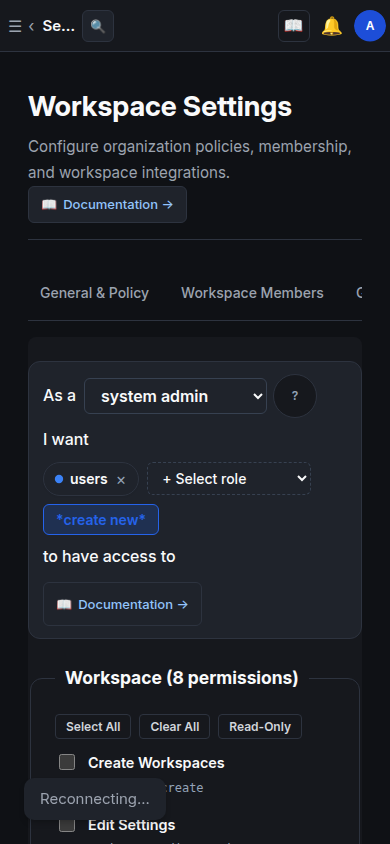 Se...
A
Workspace Settings
Configure organization policies, membership,
and workspace integrations.
Documentation →
General & Policy Workspace Members
As a system admin ?
I want
users × + Select role
*create new*
to have access to
Documentation →
Workspace (8 permissions)
Select All Clear All Read-Only
Create Workspaces
create
Reconnecting...
Edit Settings